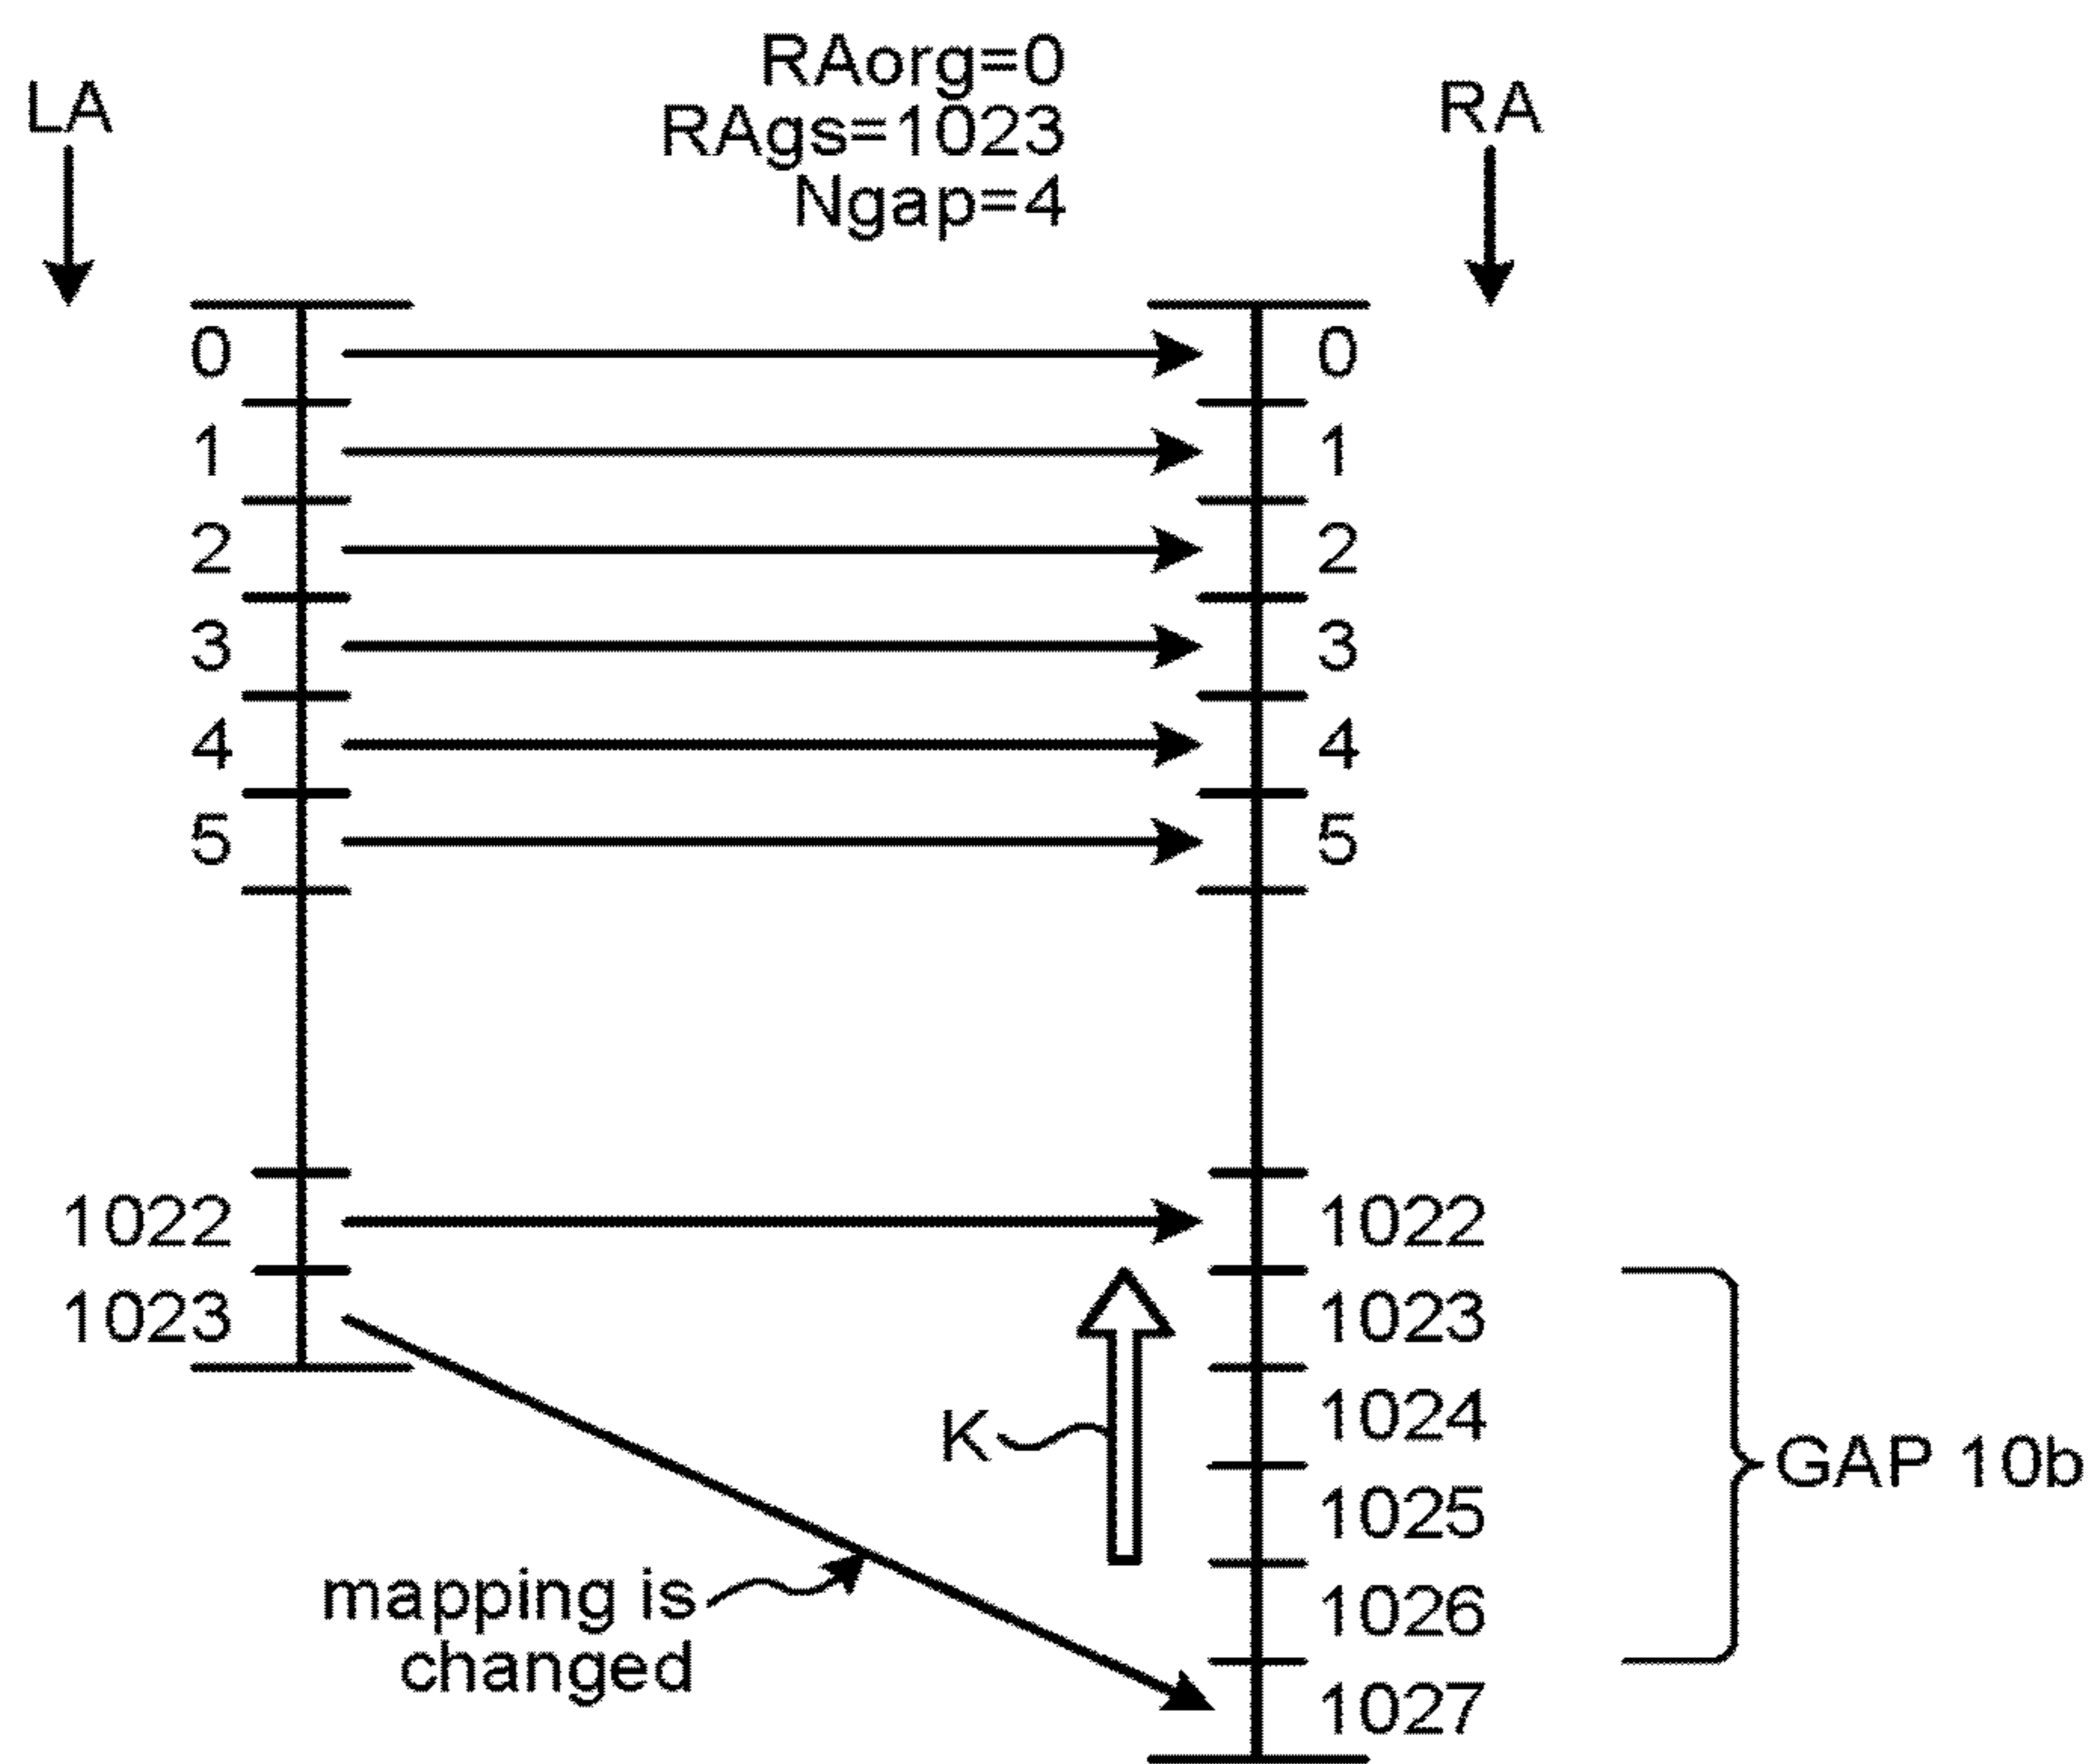 RAorg=0
LA
RAgs=1023
RA
Ngap=4
0 0
1 1
2 2
3 3
4 4
5 5
1022 1022
1023 1023
1024
K
GAP 10b
1025
mapping is
1026
changed
1027